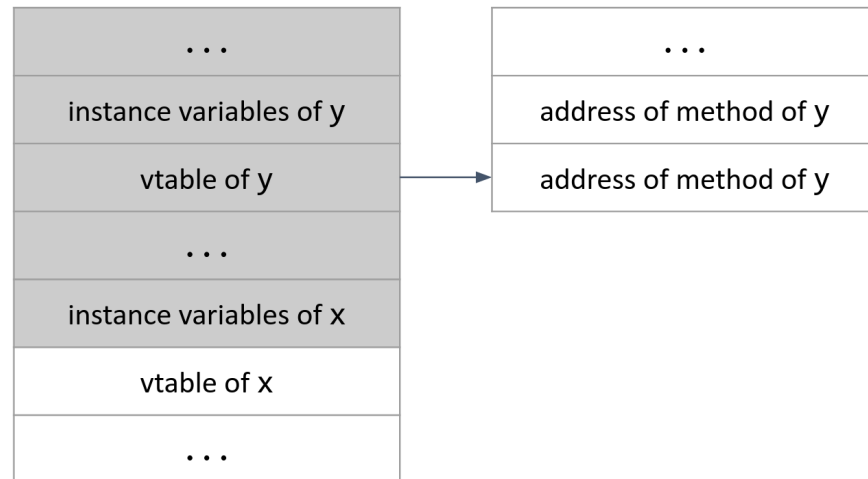 ...
instance variables of y
vtable of y
...
instance variables of x
vtable of x
...
...
address of method of y
address of method of y